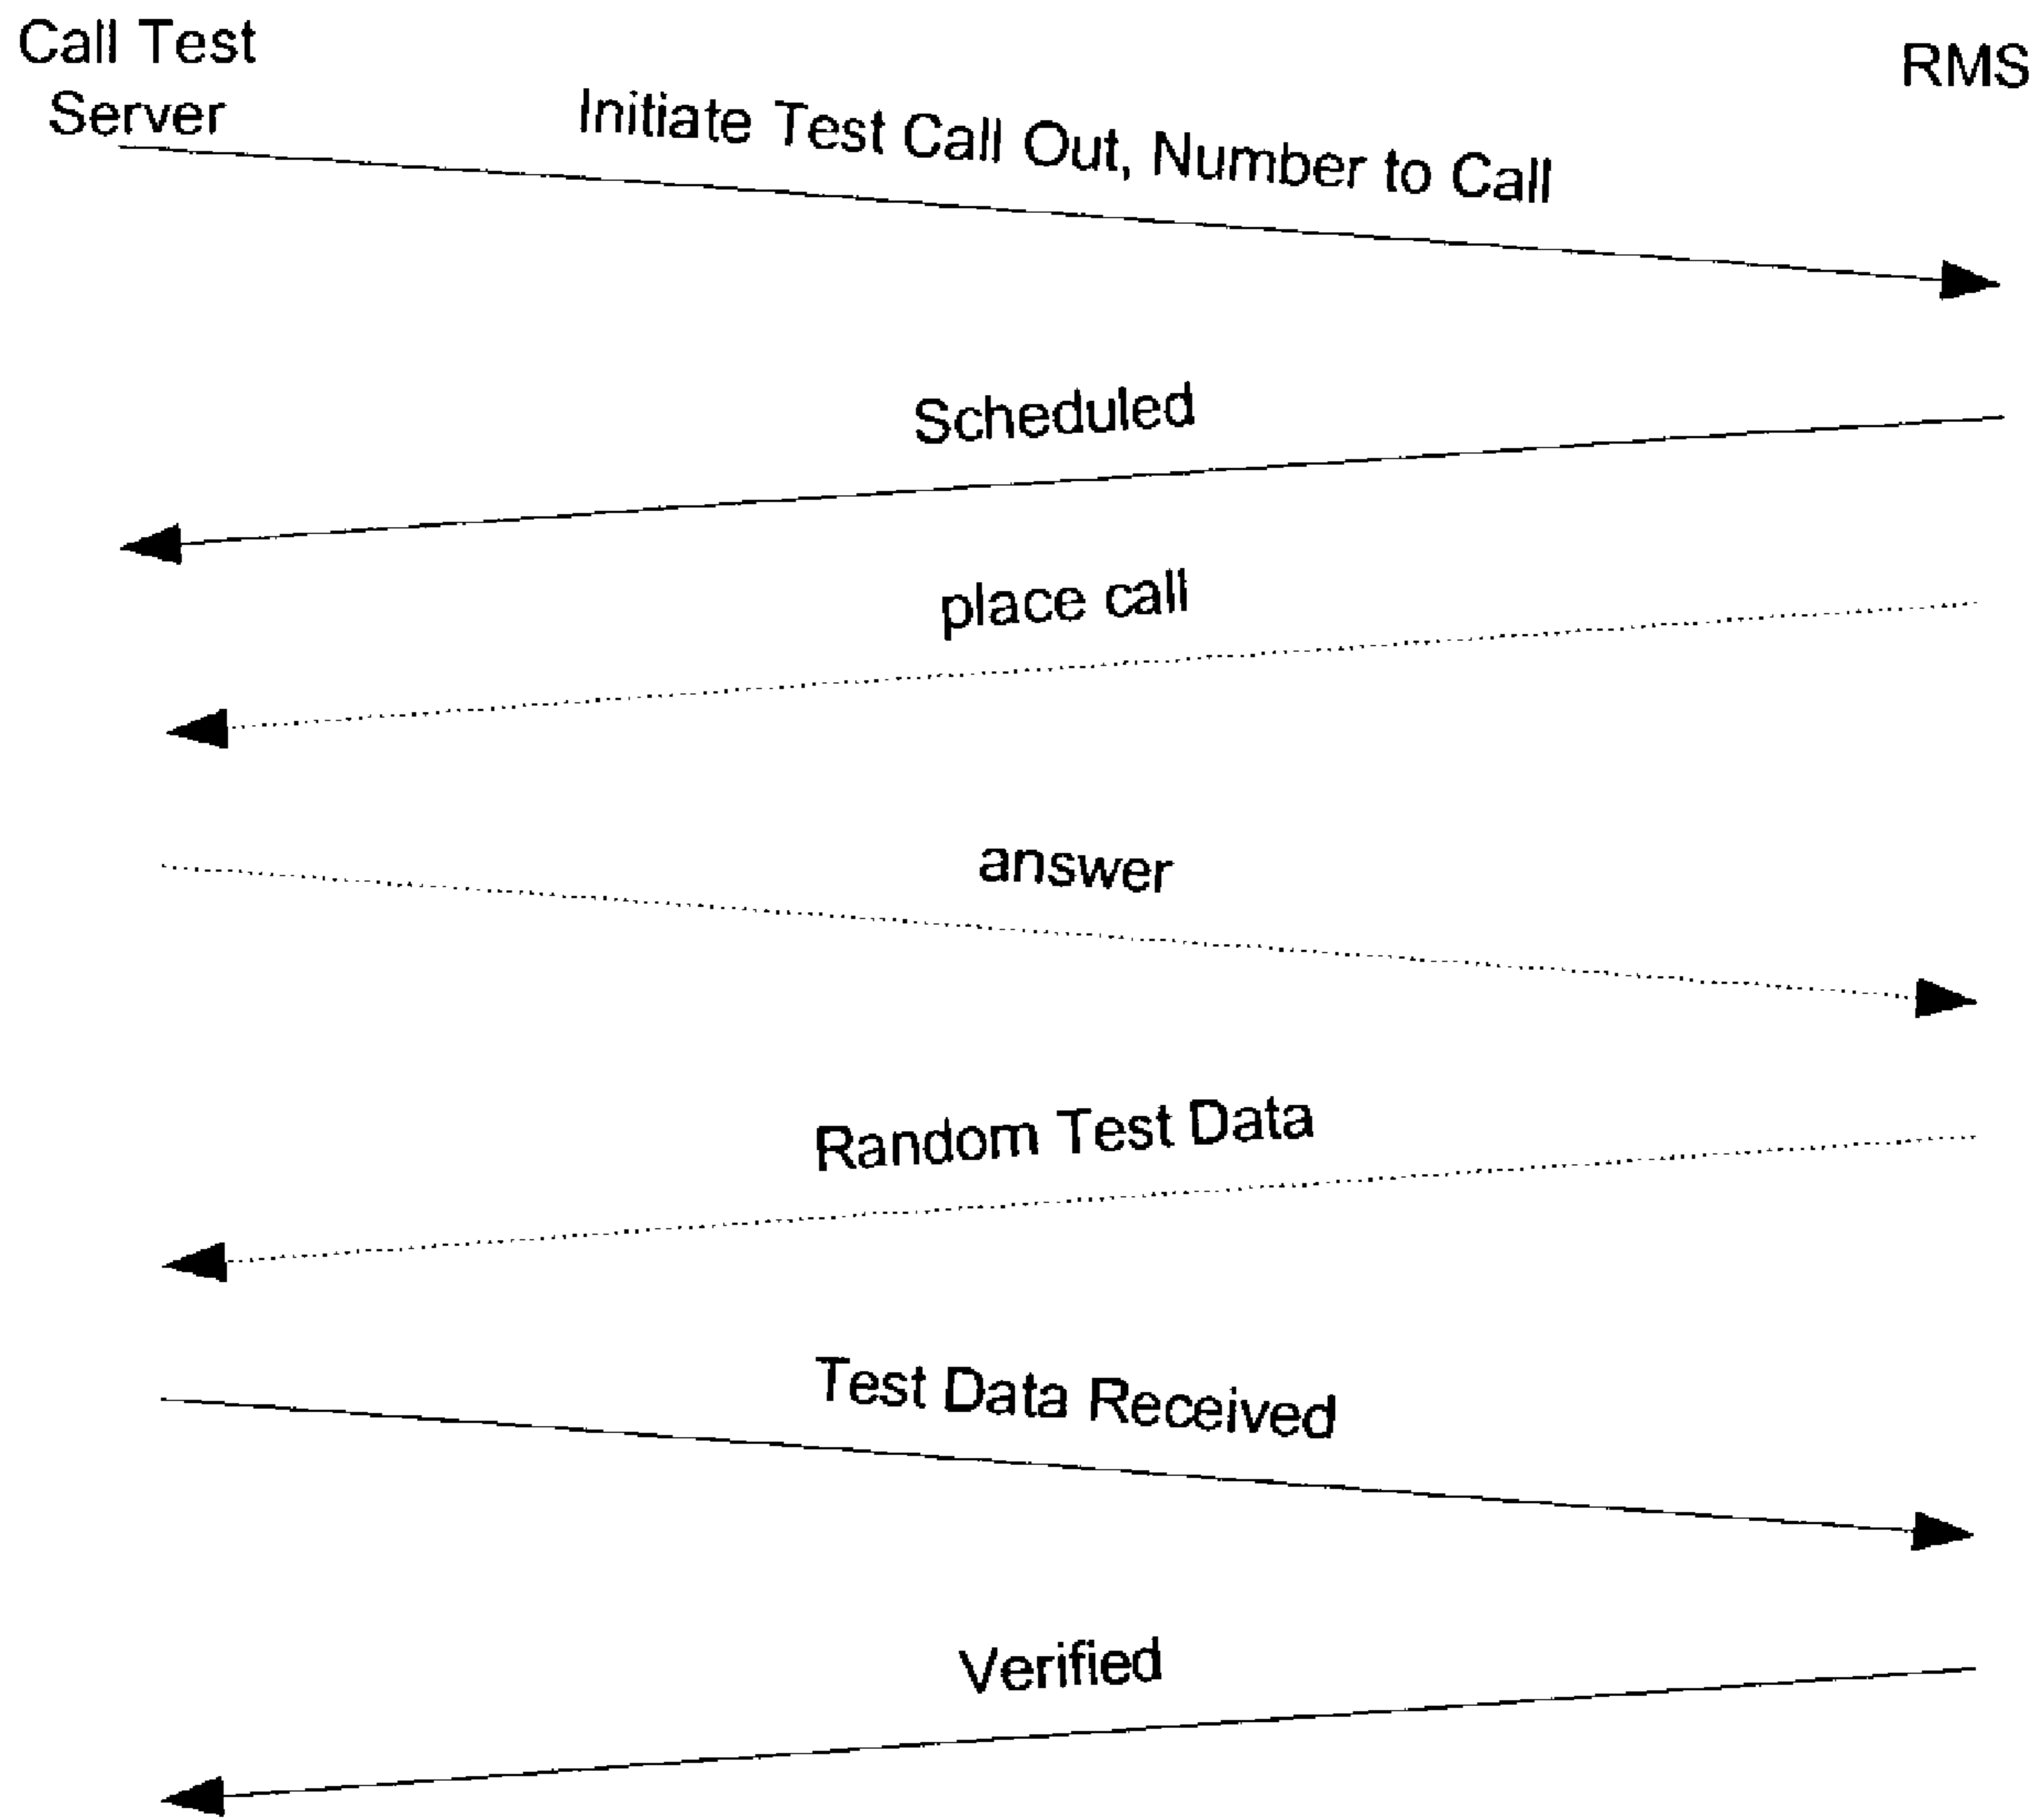 Call Test
Server
RMS
Initiate Test Call Out, Number to Call
Scheduled
place call
answer
Random Test Data
Test Data Received
Verified